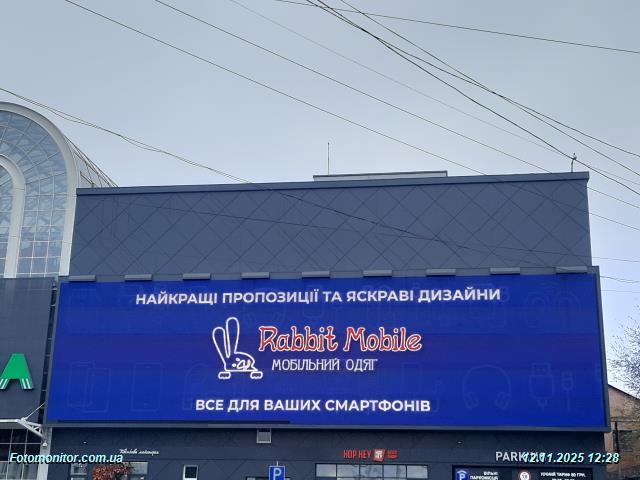 НАЙКРАЩІ ПРОПОЗИЦІЇ ТА ЯСКРАВІ ДИЗАЙНИ
Rabbit Mobile
МОБІЛЬНИЙ ОДЯГ
ВСЕ ДЛЯ ВАШИХ СМАРТФОНІВ
А
HOP HEY
PARKING
P
Fotomonitor.com.ua
12.11.2025 12:28